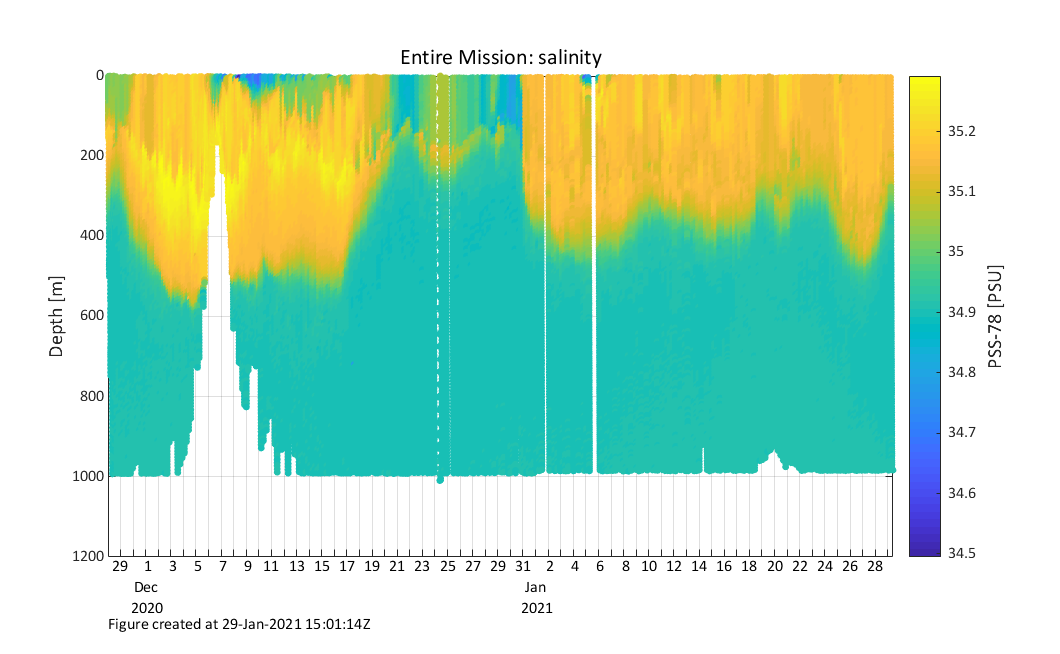 Entire Mission: salinity
0
200
400
600
800
1000
1200
Depth [m]
29 1 3 5 7 9 11 13 15 17 19 21 23 25 27 29 31 2 4 6 8 10 12 14 16 18 20 22 24 26 28
Dec Jan
2020 2021
35.2
35.1
35
34.9
34.8
34.7
34.6
34.5
PSS-78 [PSU]
Figure created at 29-Jan-2021 15:01:14Z